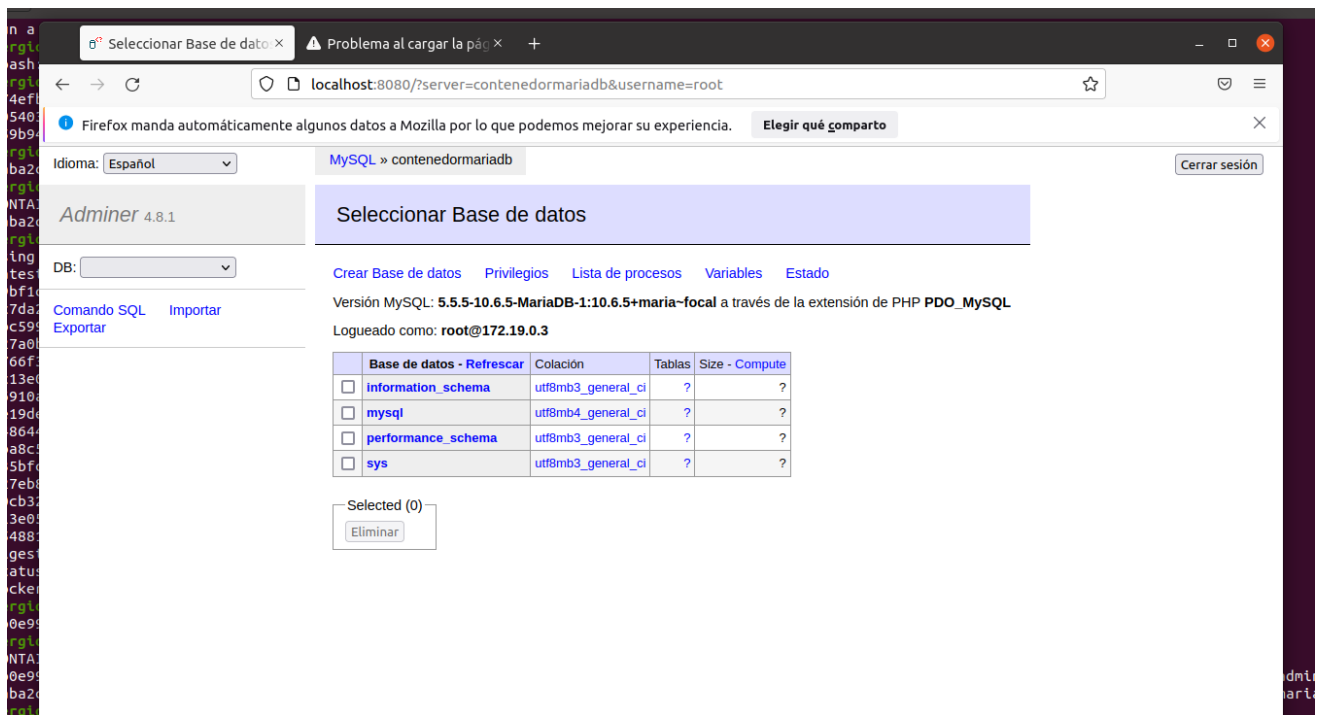 Seleccionar Base de dato
Problema al cargar la pág
localhost:8080/?server=contenedormariadb&username=root
Firefox manda automáticamente algunos datos a Mozilla por lo que podemos mejorar su experiencia. Elegir qué comparto
Idioma: Español
MySQL » contenedormariadb
Cerrar sesión
Adminer 4.8.1
Seleccionar Base de datos
DB:
Crear Base de datos Privilegios Lista de procesos Variables Estado
Comando SQL Importar
Exportar
Versión MySQL: 5.5.5-10.6.5-MariaDB-1:10.6.5+maria~focal a través de la extensión de PHP PDO_MySQL
Logueado como: root@172.19.0.3
Base de datos - Refrescar Colación Tablas Size - Compute
information_schema utf8mb3_general_ci ? ?
mysql utf8mb4_general_ci ? ?
performance_schema utf8mb3_general_ci ? ?
sys utf8mb3_general_ci ? ?
Selected (0)
Eliminar